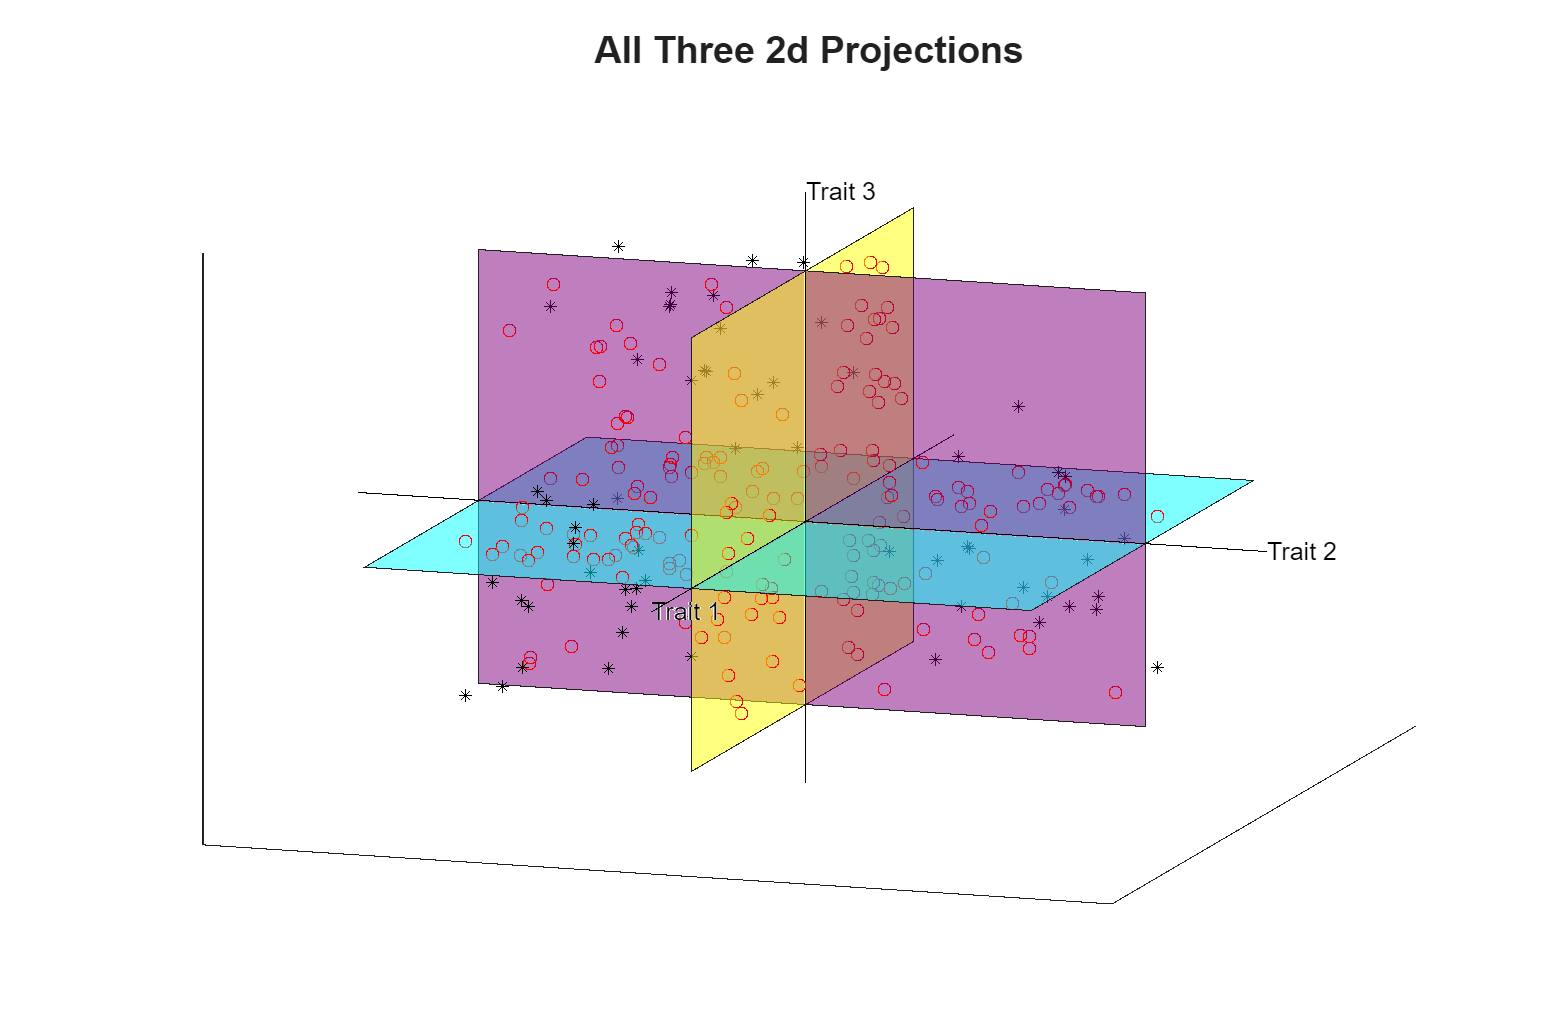 All Three 2d Projections
Trait 3
Trait 2
Trait 1